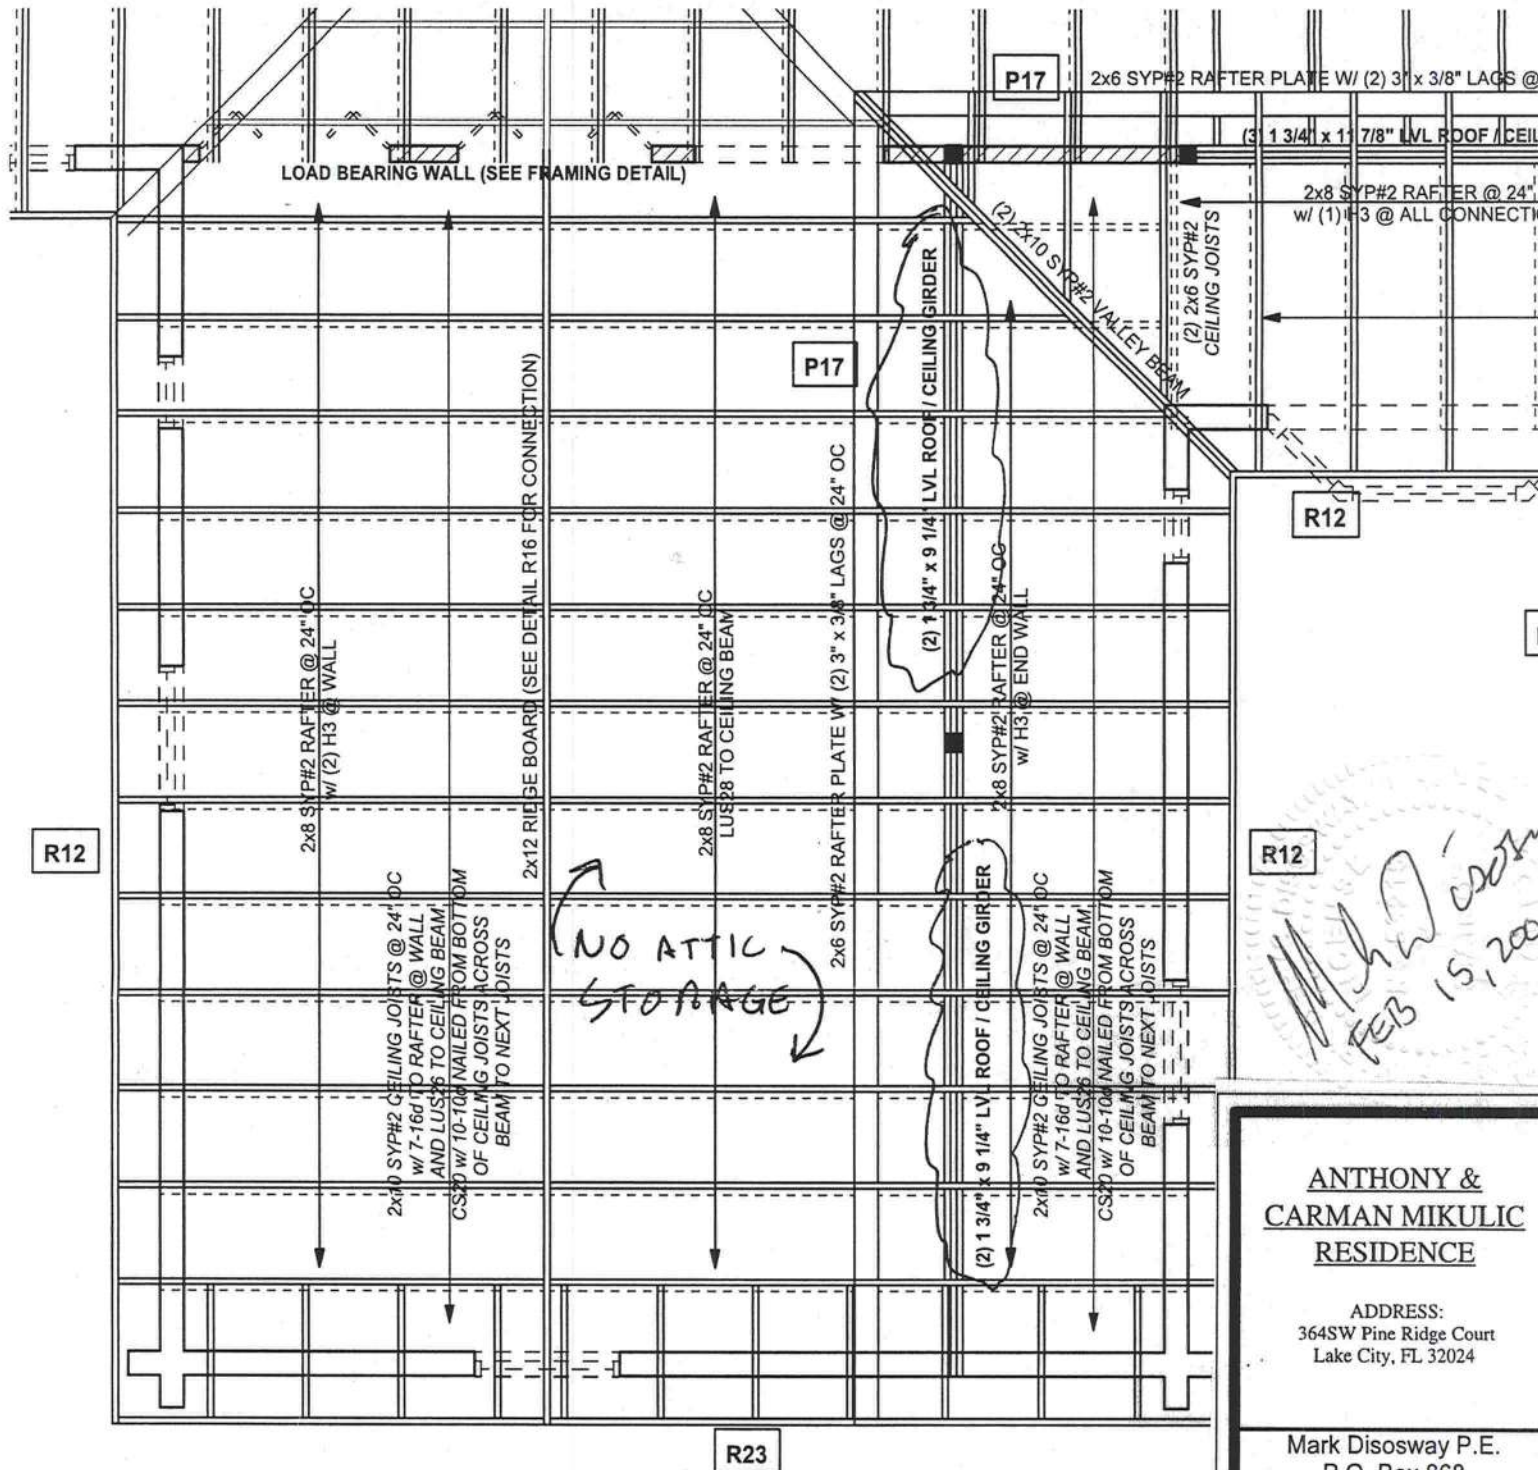 P17
2x6 SYP#2 RAFTER PLATE W/ (2) 3" x 3/8" LAGS @
(3) 1 3/4" x 11 7/8" LVL ROOF / CEIL
LOAD BEARING WALL (SEE FRAMING DETAIL)
2x8 SYP#2 RAFTER @ 24"
w/ (1) H3 @ ALL CONNECTI
(2) 2x6 SYP#2
CEILING JOISTS
(2) 2x10 SYP#2 VALLEY BEAM
P17
(2) 1 3/4" x 9 1/4" LVL ROOF / CEILING GIRDER
R12
2x8 SYP#2 RAFTER @ 24" OC
w/ (2) H3 @ WALL
2x12 RIDGE BOARD (SEE DETAIL R16 FOR CONNECTION)
2x8 SYP#2 RAFTER @ 24" OC
LUS28 TO CEILING BEAM
2x6 SYP#2 RAFTER PLATE W/ (2) 3" x 3/8" LAGS @ 24" OC
2x8 SYP#2 RAFTER @ 24" OC
w/ H3 @ END WALL
R12
R12
2x10 SYP#2 CEILING JOISTS @ 24" OC
w/ 7-16d TO RAFTER @ WALL
AND LUS26 TO CEILING BEAM
CS20 w/ 10-10d NAILED FROM BOTTOM
OF CEILING JOISTS ACROSS
BEAM TO NEXT JOISTS
NO ATTIC
STORAGE
(2) 1 3/4" x 9 1/4" LVL ROOF / CEILING GIRDER
2x10 SYP#2 CEILING JOISTS @ 24" OC
w/ 7-16d TO RAFTER @ WALL
AND LUS26 TO CEILING BEAM
CS20 w/ 10-10d NAILED FROM BOTTOM
OF CEILING JOISTS ACROSS
BEAM TO NEXT JOISTS
FEB 15, 200
ANTHONY &
CARMAN MIKULIC
RESIDENCE
ADDRESS:
364SW Pine Ridge Court
Lake City, FL 32024
Mark Disosway P.E.
P.O. Box 868
R23